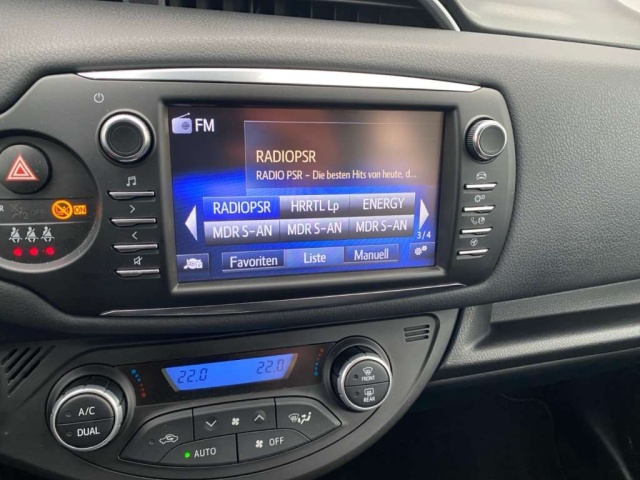 FM
RADIOPSR
RADIO PSR – Die besten Hits von heute, d...
RADIOPSR HRRTL Lp ENERGY
MDR S-AN MDR S-AN MDR S-AN
3/4
Favoriten Liste Manuell
ON
22.0 22.0
A/C
DUAL
AUTO
OFF
FRONT
REAR